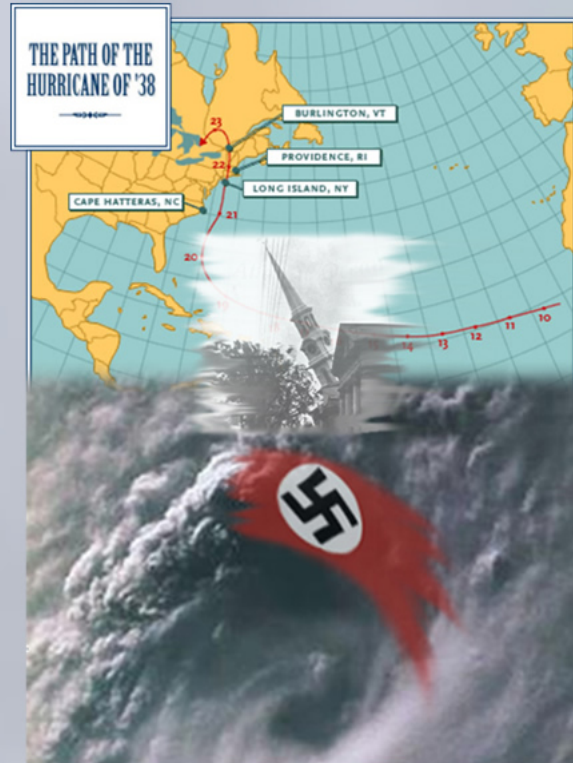 THE PATH OF THE
HURRICANE OF '38
23
BURLINGTON, VT
PROVIDENCE, RI
22
LONG ISLAND, NY
CAPE HATTERAS, NC
21
20
10
11
12
13
14